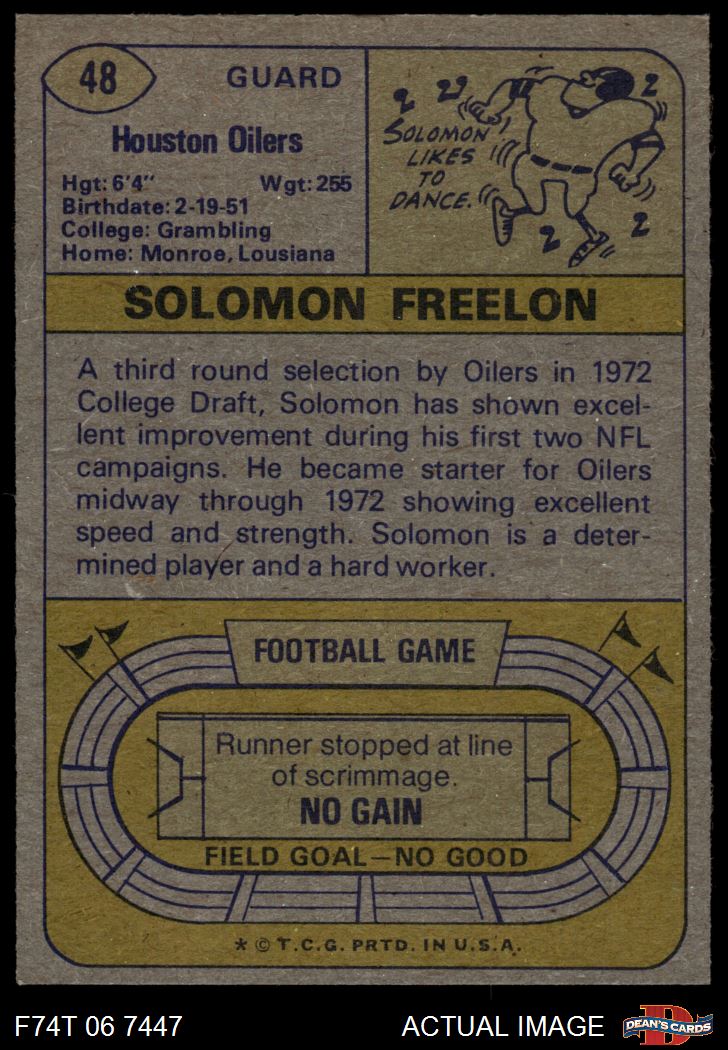 48
GUARD
Houston Oilers
Hgt: 6'4" Wgt: 255
Birthdate: 2-19-51
College: Grambling
Home: Monroe, Lousiana
SOLOMON
LIKES
TO
DANCE.
SOLOMON FREELON
A third round selection by Oilers in 1972
College Draft, Solomon has shown excel-
lent improvement during his first two NFL
campaigns. He became starter for Oilers
midway through 1972 showing excellent
speed and strength. Solomon is a deter-
mined player and a hard worker.
FOOTBALL GAME
Runner stopped at line
of scrimmage.
NO GAIN
FIELD GOAL—NO GOOD
* © T.C.G. PRTD. IN U.S.A.
F74T 06 7447 ACTUAL IMAGE
D
DEAN'S CARDS